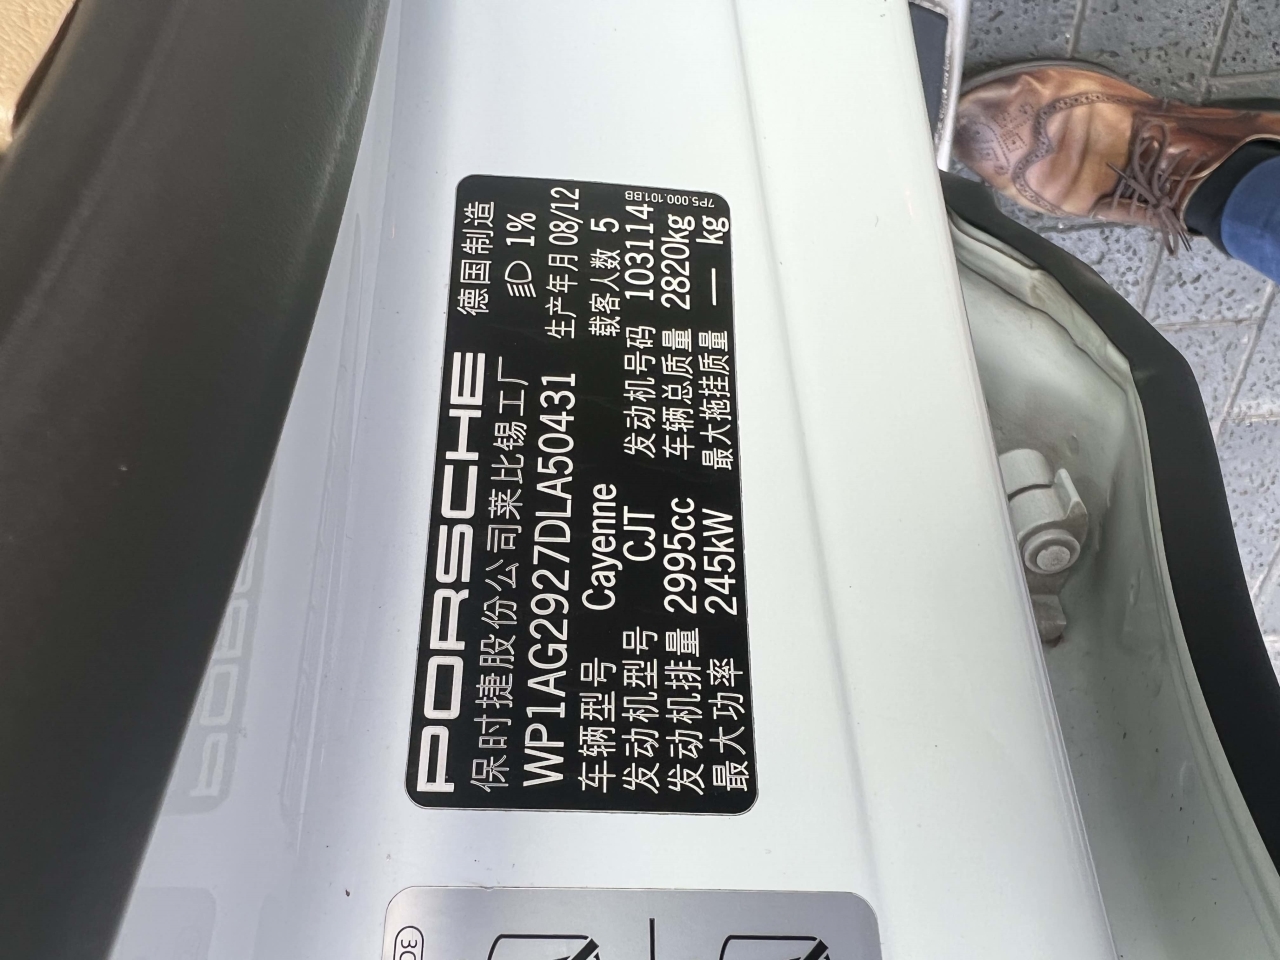 PORSCHE 德国制造
保时捷股份公司莱比锡工厂 1%
WP1AG2927DLA50431 生产年月 08/12
车辆型号 Cayenne 载客人数 5
发动机型号 CJT 发动机号码 103114
发动机排量 2995cc 车辆总质量 2820kg
最大功率 245kW 最大拖挂质量 — kg
7P5.000.101.BB